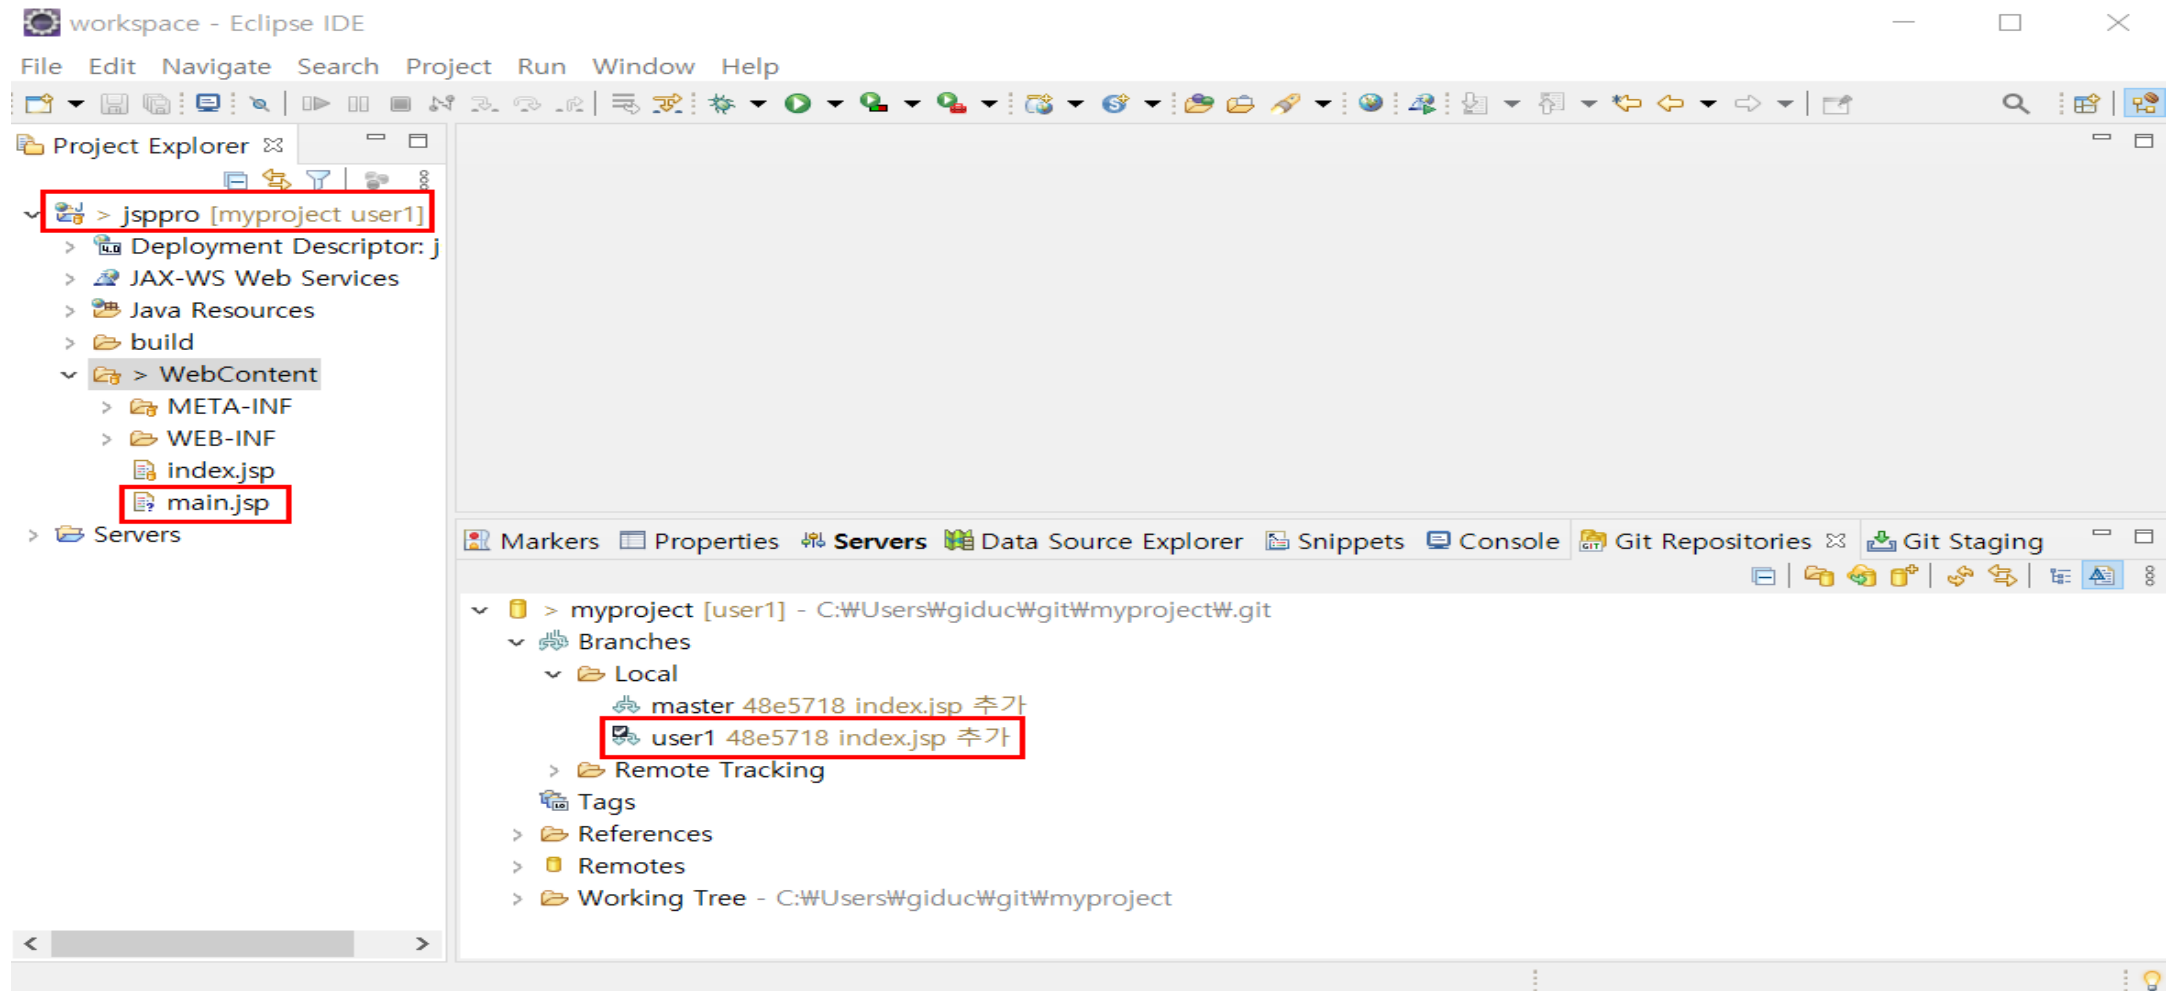 workspace - Eclipse IDE
File Edit Navigate Search Project Run Window Help
Project Explorer
> jsppro [myproject user1]
Deployment Descriptor: j
JAX-WS Web Services
Java Resources
build
> WebContent
META-INF
WEB-INF
index.jsp
main.jsp
Servers
Markers Properties Servers Data Source Explorer Snippets Console Git Repositories Git Staging
> myproject [user1] - C:₩Users₩giduc₩git₩myproject₩.git
Branches
Local
master 48e5718 index.jsp 추가
user1 48e5718 index.jsp 추가
Remote Tracking
Tags
References
Remotes
Working Tree - C:₩Users₩giduc₩git₩myproject